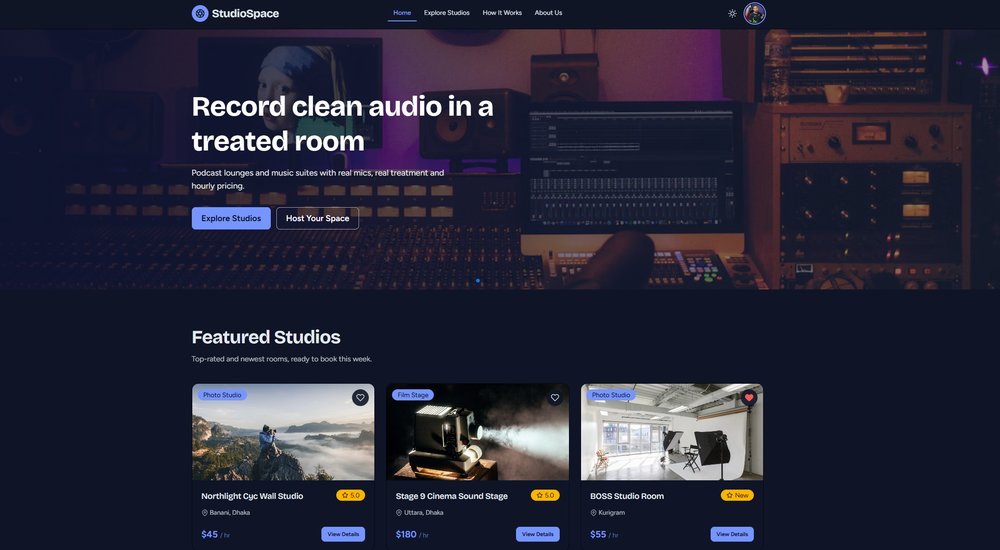 StudioSpace
Home
Explore Studios
How It Works
About Us
Record clean audio in a
treated room
Podcast lounges and music suites with real mics, real treatment and
hourly pricing.
Explore Studios
Host Your Space
Featured Studios
Top-rated and newest rooms, ready to book this week.
Photo Studio
Northlight Cyc Wall Studio
5.0
Banani, Dhaka
$45 / hr
View Details
Film Stage
Stage 9 Cinema Sound Stage
5.0
Uttara, Dhaka
$180 / hr
View Details
Photo Studio
BOSS Studio Room
New
Kurigram
$55 / hr
View Details